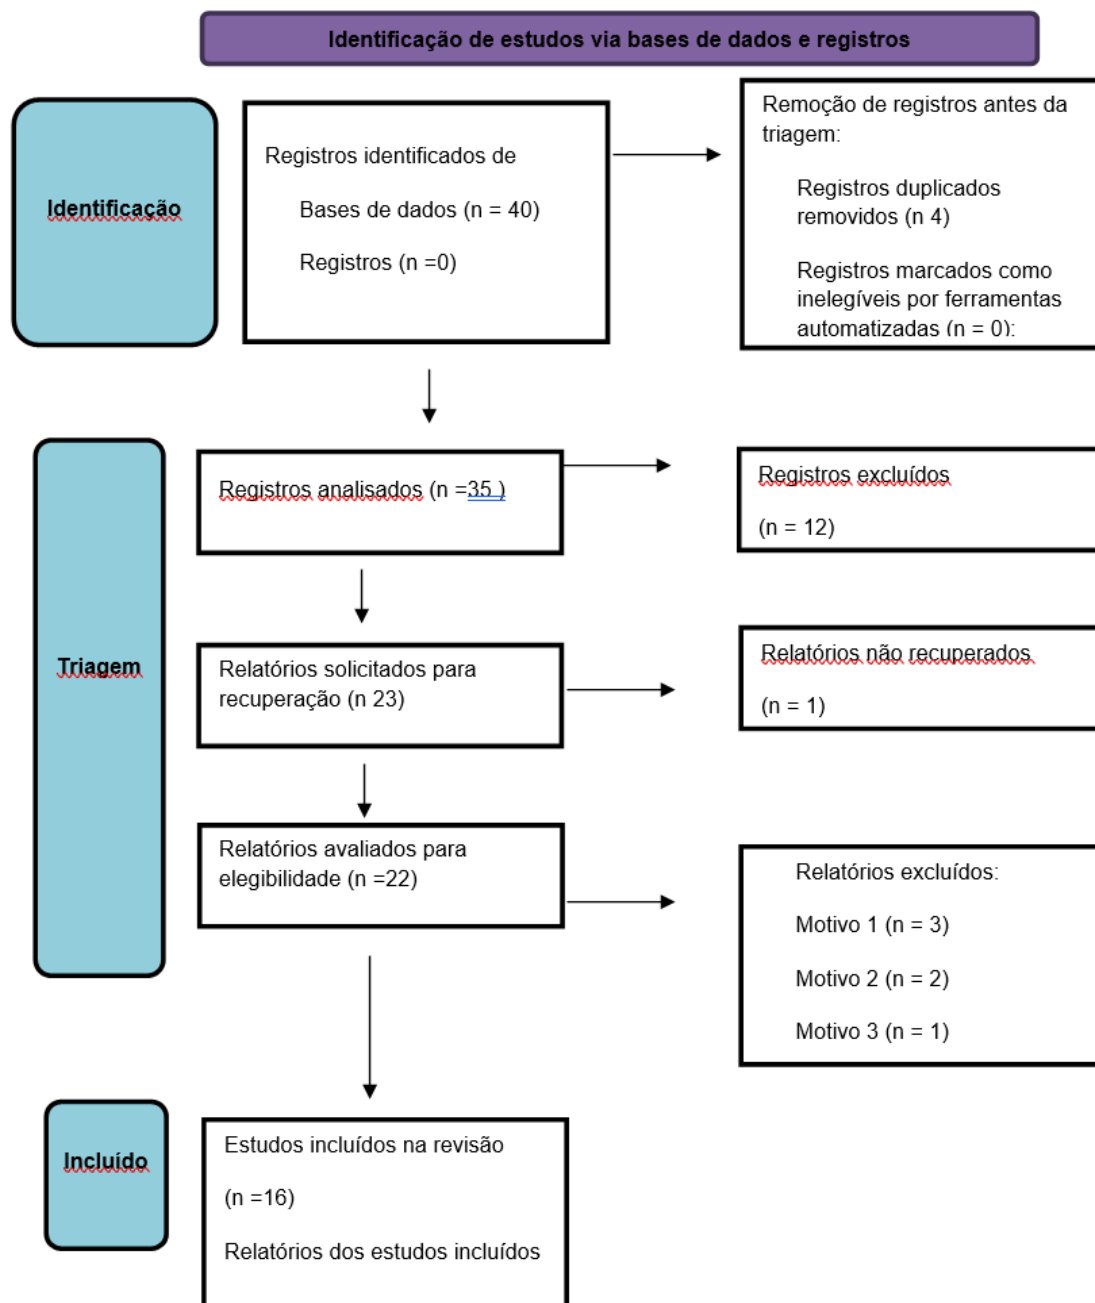 Identificação de estudos via bases de dados e registros
Identificação
Registros identificados de
Bases de dados (n = 40)
Registros (n =0)
Remoção de registros antes da
triagem:
Registros duplicados
removidos (n 4)
Registros marcados como
inelegíveis por ferramentas
automatizadas (n = 0):
Triagem
Registros analisados (n =35 )
Registros excluídos
(n = 12)
Relatórios solicitados para
recuperação (n 23)
Relatórios não recuperados
(n = 1)
Relatórios avaliados para
elegibilidade (n =22)
Relatórios excluídos:
Motivo 1 (n = 3)
Motivo 2 (n = 2)
Motivo 3 (n = 1)
Incluído
Estudos incluídos na revisão
(n =16)
Relatórios dos estudos incluídos